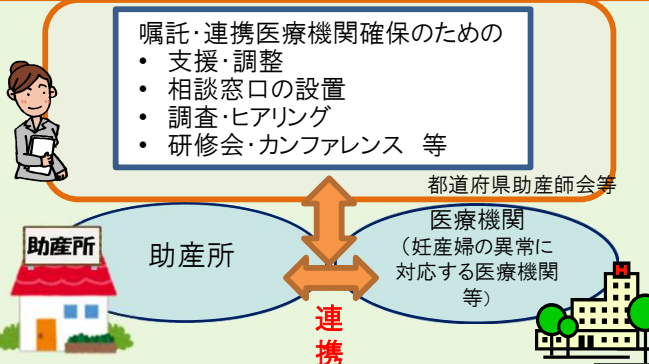 嘱託・連携医療機関確保のための
• 支援・調整
• 相談窓口の設置
• 調査・ヒアリング
• 研修会・カンファレンス 等
都道府県助産師会等
助産所
助産所
医療機関
（妊産婦の異常に
対応する医療機関
等）
H
連
携